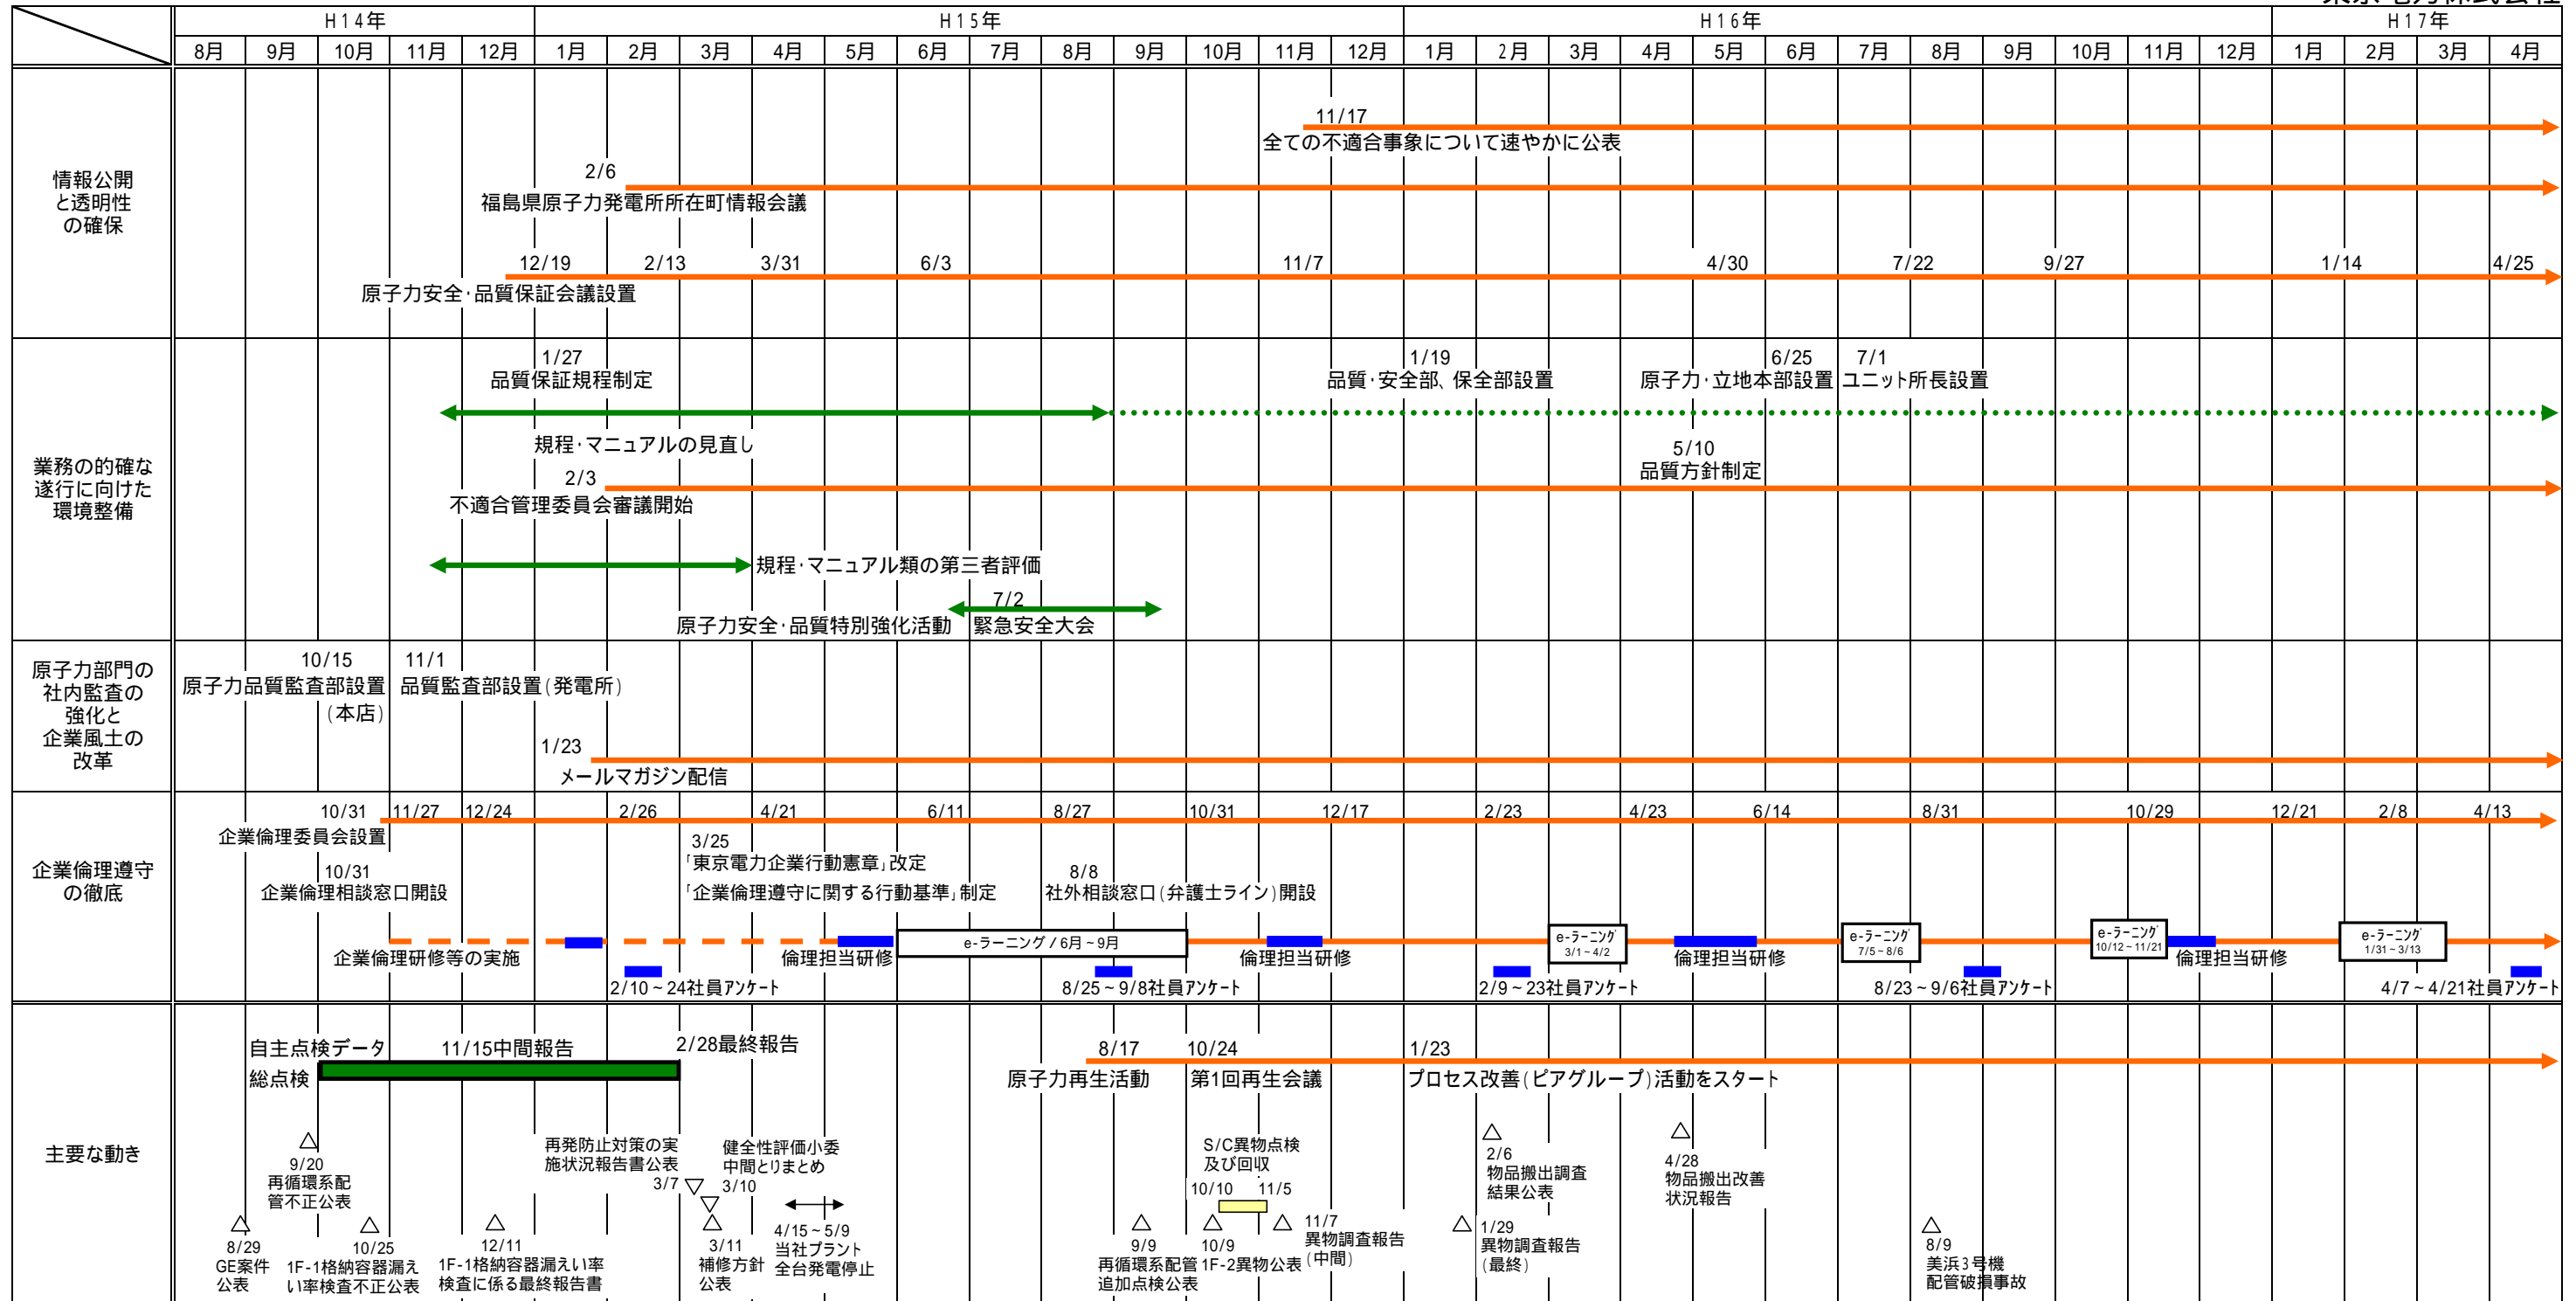 H14年 H15年 H16年 H17年
8月 9月 10月 11月 12月 1月 2月 3月 4月 5月 6月 7月 8月 9月 10月 11月 12月 1月 2月 3月 4月 5月 6月 7月 8月 9月 10月 11月 12月 1月 2月 3月 4月
情報公開
と透明性
の確保
11/17
全ての不適合事象について速やかに公表
2/6
福島県原子力発電所所在町情報会議
12/19 2/13 3/31 6/3 11/7 4/30 7/22 9/27 1/14 4/25
原子力安全・品質保証会議設置
業務の的確な
遂行に向けた
環境整備
1/27 1/19 6/25 7/1
品質保証規程制定 品質・安全部、保全部設置 原子力・立地本部設置 ユニット所長設置
規程・マニュアルの見直し
5/10
品質方針制定
2/3
不適合管理委員会審議開始
規程・マニュアル類の第三者評価
7/2
原子力安全・品質特別強化活動 緊急安全大会
原子力部門の
社内監査の
強化と
企業風土の
改革
10/15 11/1
原子力品質監査部設置 品質監査部設置(発電所)
(本店)
1/23
メールマガジン配信
企業倫理遵守
の徹底
10/31 11/27 12/24 2/26 4/21 6/11 8/27 10/31 12/17 2/23 4/23 6/14 8/31 10/29 12/21 2/8 4/13
企業倫理委員会設置
3/25
「東京電力企業行動憲章」改定
「企業倫理遵守に関する行動基準」制定
10/31
企業倫理相談窓口開設
8/8
社外相談窓口(弁護士ライン)開設
e-ラーニング / 6月~9月
e-ラーニング
3/1~4/2
e-ラーニング
7/5~8/6
e-ラーニング
10/12~11/21
e-ラーニング
1/31~3/13
企業倫理研修等の実施 倫理担当研修 倫理担当研修 倫理担当研修 倫理担当研修
2/10~24社員アンケート 8/25~9/8社員アンケート 2/9~23社員アンケート 8/23~9/6社員アンケート 4/7~4/21社員アンケート
主要な動き
自主点検データ
総点検
11/15中間報告
2/28最終報告
8/17 10/24 1/23
原子力再生活動 第1回再生会議 プロセス改善(ピアグループ)活動をスタート
9/20
再循環系配
管不正公表
再発防止対策の実
施状況報告書公表
3/7
健全性評価小委
中間とりまとめ
3/10
S/C異物点検
及び回収
10/10 11/5
2/6
物品搬出調査
結果公表
4/28
物品搬出改善
状況報告
8/29
GE案件
公表
10/25
1F-1格納容器漏え
い率検査不正公表
12/11
1F-1格納容器漏えい率
検査に係る最終報告書
3/11
補修方針
公表
4/15~5/9
当社プラント
全台発電停止
9/9
再循環系配管
追加点検公表
10/9
1F-2異物公表
11/7
異物調査報告
(中間)
1/29
異物調査報告
(最終)
8/9
美浜3号機
配管破損事故